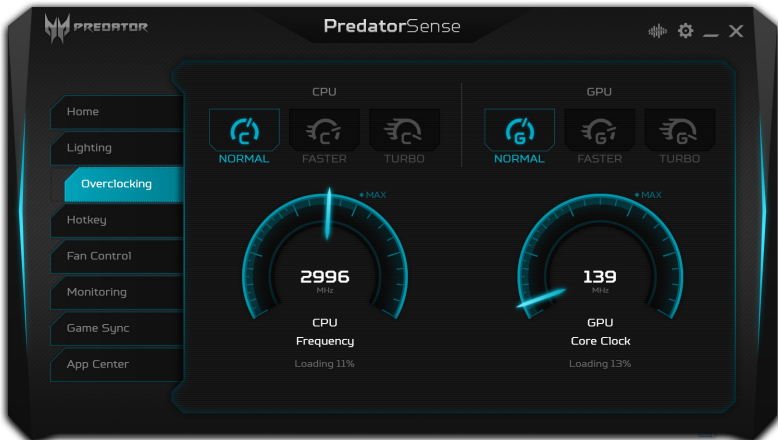 PREDATOR
PredatorSense
Home
Lighting
Overclocking
Hotkey
Fan Control
Monitoring
Game Sync
App Center
CPU
C
NORMAL
C
FASTER
C
TURBO
MAX
2996
MHz
CPU
Frequency
Loading 11%
GPU
G
NORMAL
G
FASTER
G
TURBO
MAX
139
MHz
GPU
Core Clock
Loading 13%